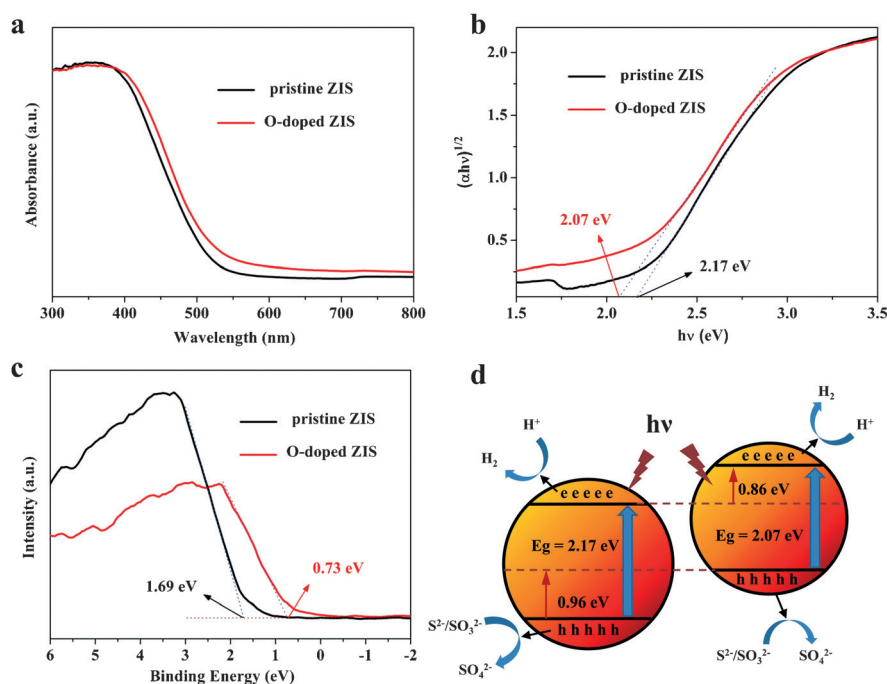 a
pristine ZIS
O-doped ZIS
Absorbance (a.u.)
300 400 500 600 700 800
Wavelength (nm)
b
2.0
1.5
1.0
0.5
(αhν)1/2
pristine ZIS
O-doped ZIS
2.07 eV
2.17 eV
1.5 2.0 2.5 3.0 3.5
hν (eV)
c
pristine ZIS
O-doped ZIS
Intensity (a.u.)
1.69 eV
0.73 eV
6 5 4 3 2 1 0 -1 -2
Binding Energy (eV)
d
hν
H+
H2
e e e e e
Eg = 2.17 eV
0.96 eV
h h h h h
S2-/SO32-
SO42-
H2
H+
e e e e e
0.86 eV
Eg = 2.07 eV
h h h h h
S2-/SO32-
SO42-